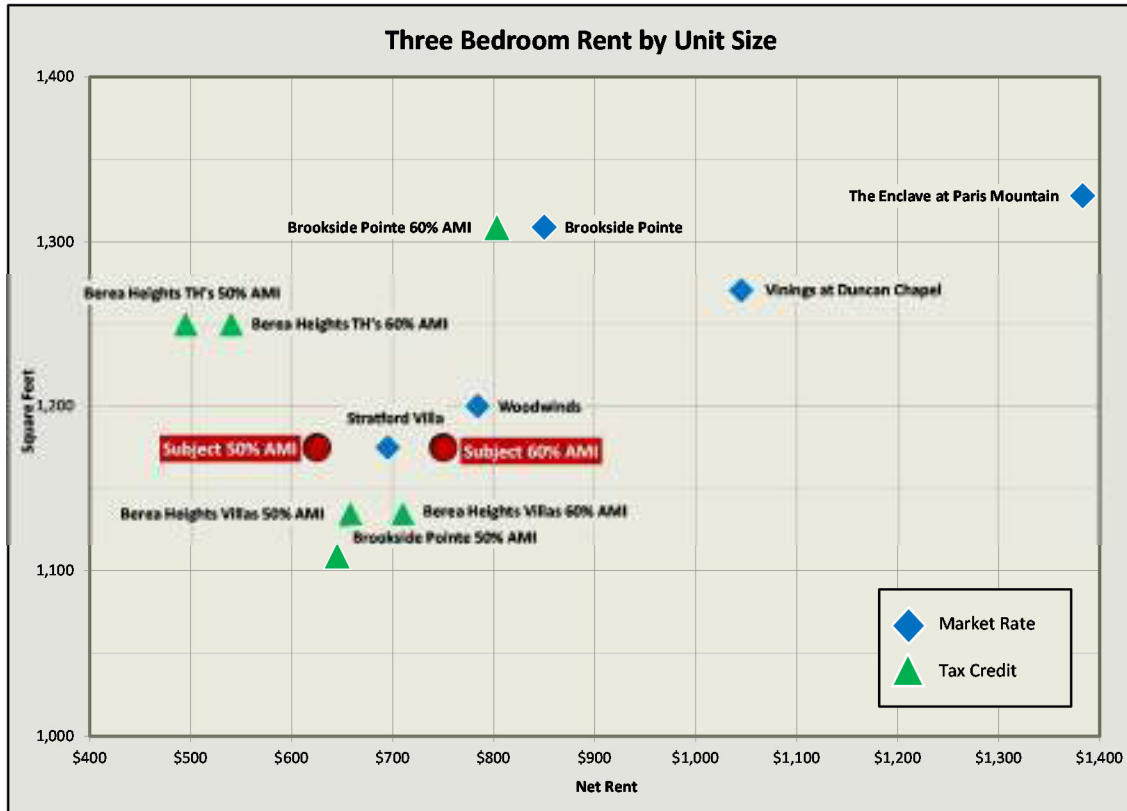 Three Bedroom Rent by Unit Size
1,400
The Enclave at Paris Mountain
Brookside Pointe 60% AMI
Brookside Pointe
1,300
Vinings at Duncan Chapel
Berea Heights TH's 50% AMI
Berea Heights TH's 60% AMI
Square Feet
1,200
Woodwinds
Stratford Villa
Subject 50% AMI
Subject 60% AMI
Berea Heights Villas 50% AMI
Berea Heights Villas 60% AMI
Brookside Pointe 50% AMI
1,100
Market Rate
Tax Credit
1,000
$400 $500 $600 $700 $800 $900 $1,000 $1,100 $1,200 $1,300 $1,400
Net Rent